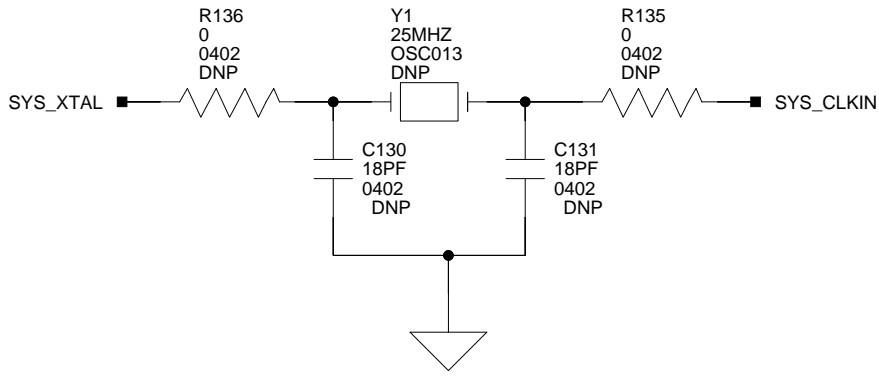 R136
0
0402
DNP
Y1
25MHZ
OSC013
DNP
R135
0
0402
DNP
SYS_XTAL
SYS_CLKIN
C130
18PF
0402
DNP
C131
18PF
0402
DNP